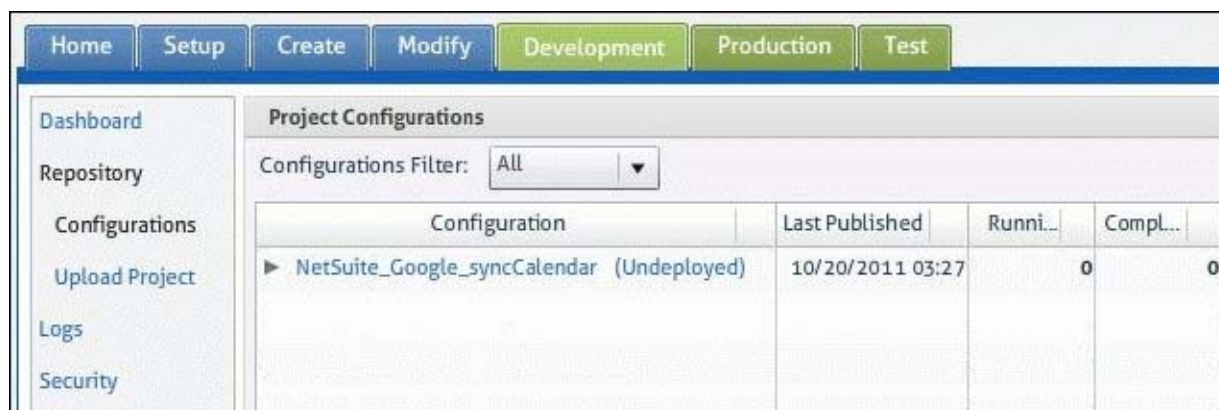 Home Setup Create Modify Development Production Test
Dashboard
Repository
Configurations
Upload Project
Logs
Security
Project Configurations
Configurations Filter: All
Configuration Last Published Runni... Compl...
NetSuite_Google_syncCalendar (Undeployed) 10/20/2011 03:27 0 0